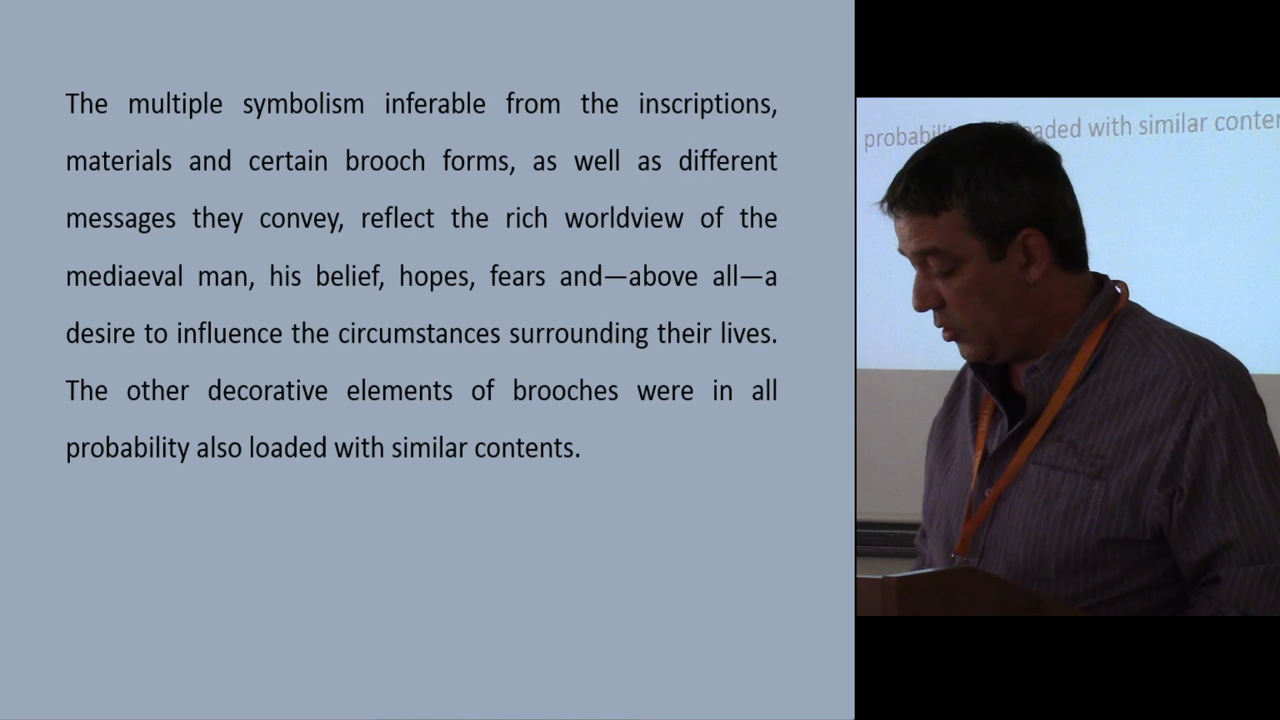 The multiple symbolism inferable from the inscriptions,
materials and certain brooch forms, as well as different
messages they convey, reflect the rich worldview of the
mediaeval man, his belief, hopes, fears and—above all—a
desire to influence the circumstances surrounding their lives.
The other decorative elements of brooches were in all
probability also loaded with similar contents.
with similar